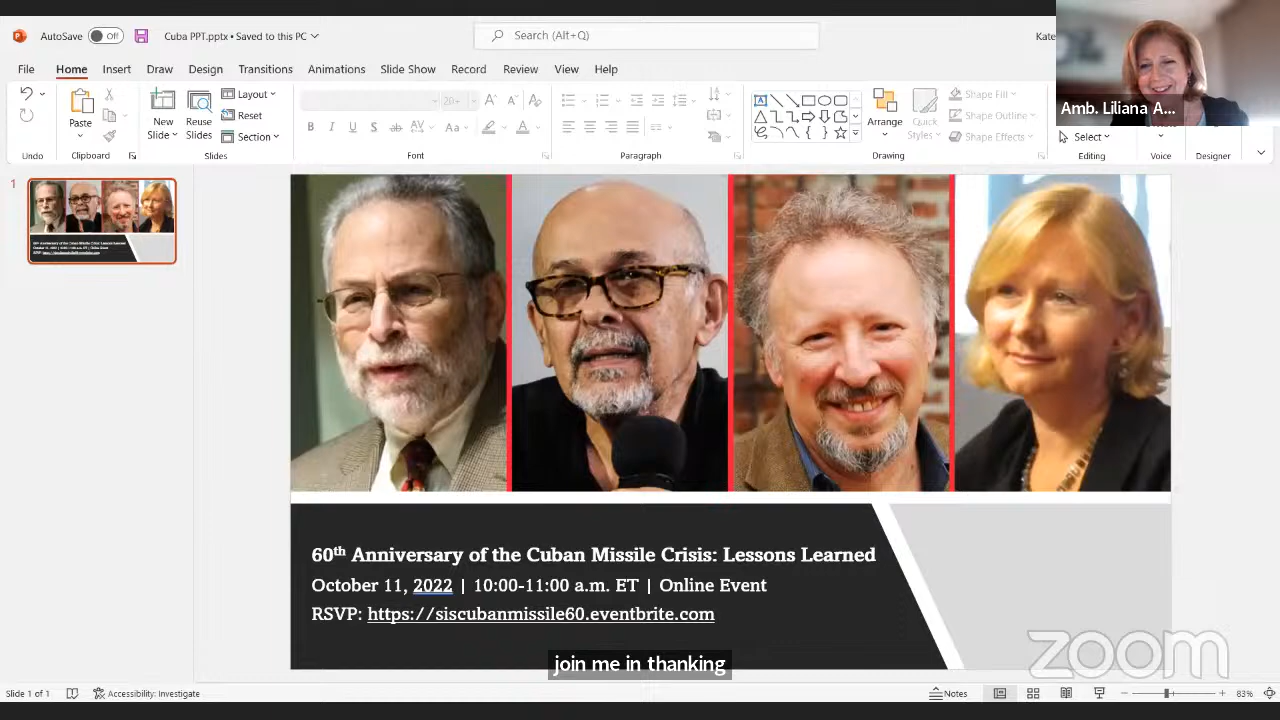 AutoSave
Off
Cuba PPT.pptx • Saved to this PC
Search (Alt+Q)
Kate
Amb. Liliana A...
File
Home
Insert
Draw
Design
Transitions
Animations
Slide Show
Record
Review
View
Help
Paste
New
Slide
Reuse
Slides
Layout
Reset
Section
20
Aa
Arrange
Quick
Styles
Shape Fill
Shape Outline
Shape Effects
Select
Undo
Clipboard
Slides
Font
Paragraph
Drawing
Editing
Voice
Designer
1
60th Anniversary of the Cuban Missile Crisis: Lessons Learned
October 11, 2022 | 10:00-11:00 a.m. ET | Online Event
RSVP: https://siscubanmissile60.eventbrite.com
join me in thanking
zoom
Slide 1 of 1
Accessibility: Investigate
Notes
83%